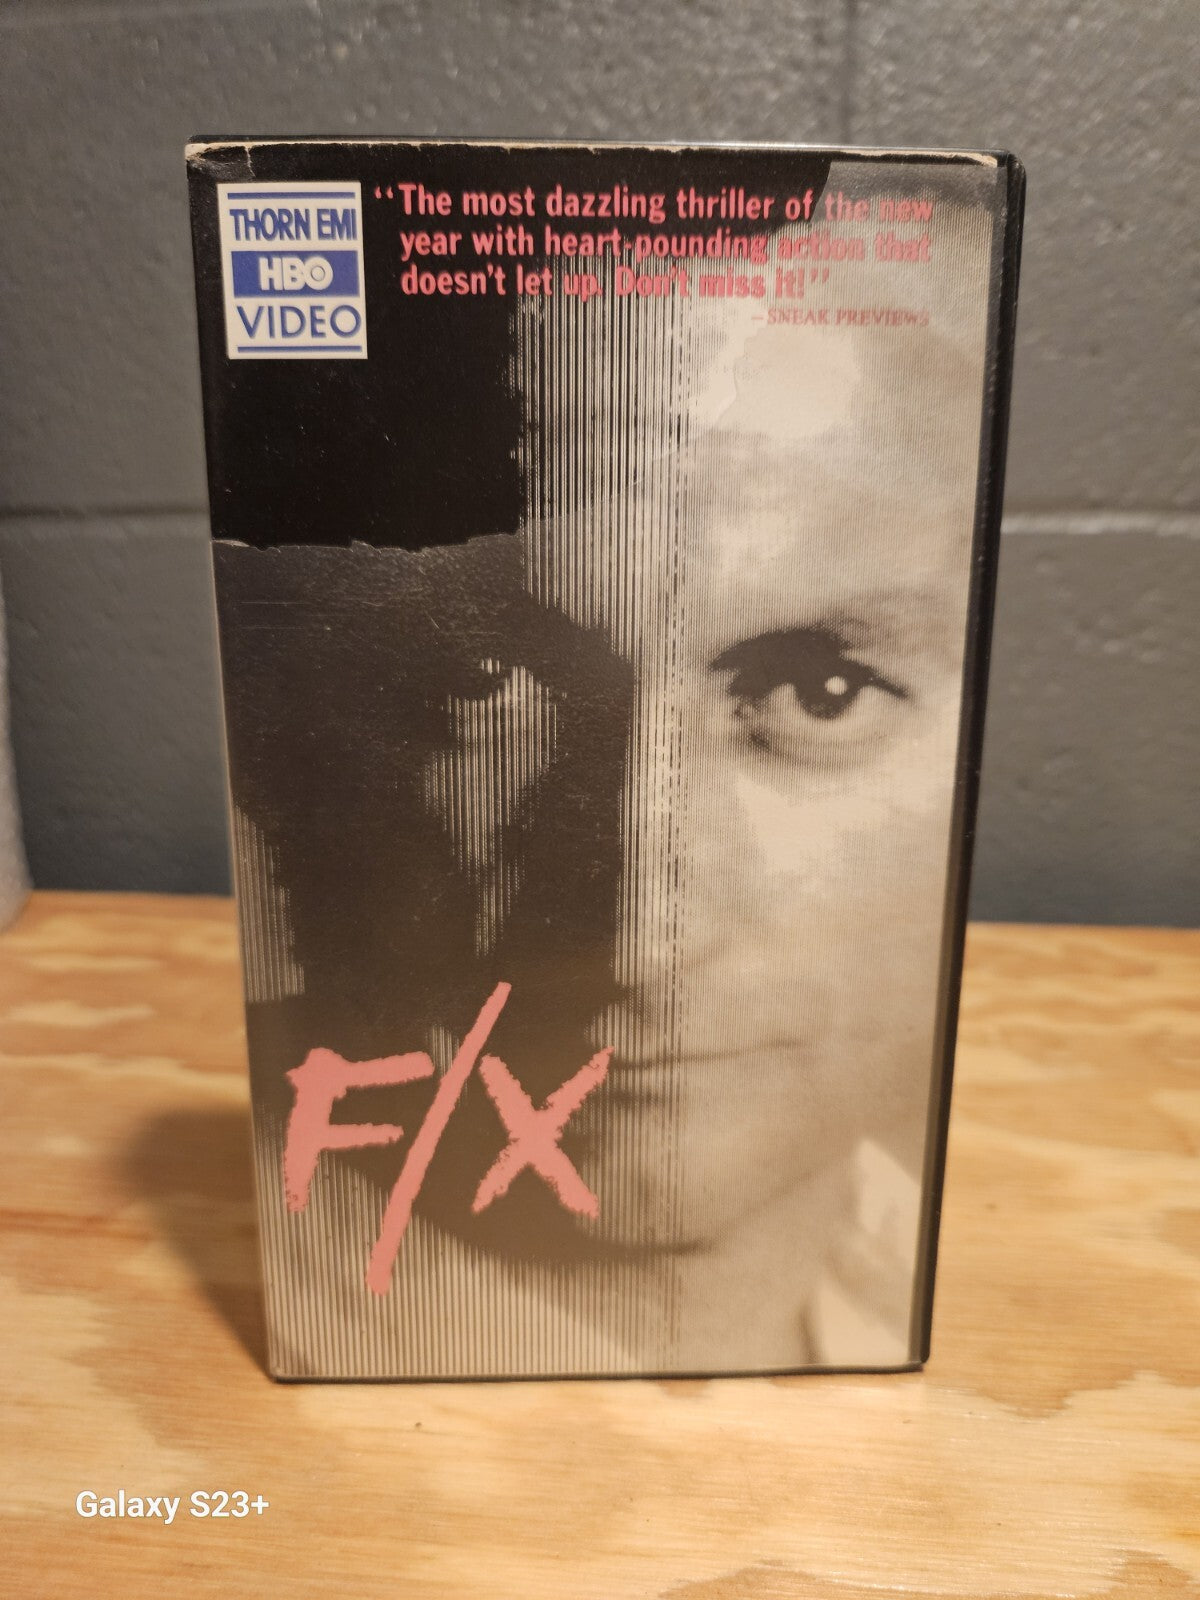 THORN EMI
HBO
VIDEO
“The most dazzling thriller of the new
year with heart-pounding action that
doesn't let up. Don't miss it!”
–SNEAK PREVIEWS
F/X
Galaxy S23+